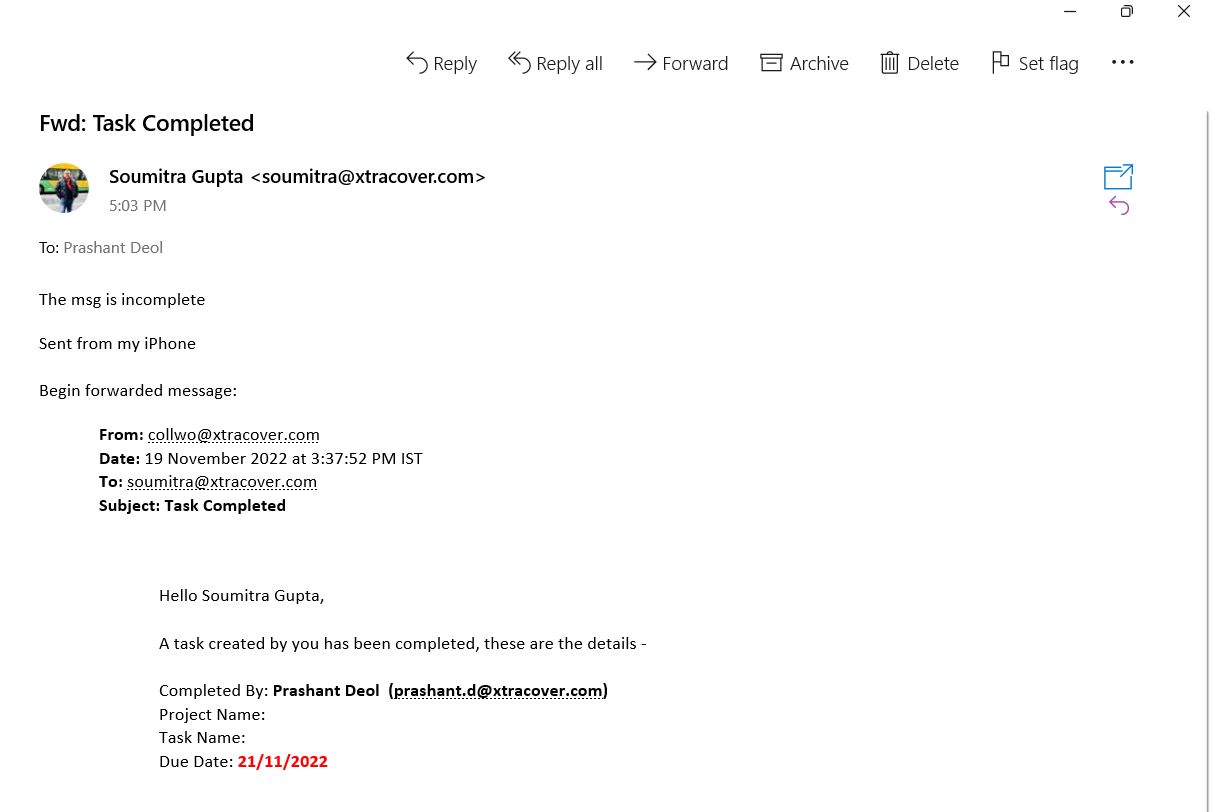 Reply
Reply all
Forward
Archive
Delete
Set flag
Fwd: Task Completed
Soumitra Gupta <soumitra@xtracover.com>
5:03 PM
To: Prashant Deol
The msg is incomplete
Sent from my iPhone
Begin forwarded message:
From: collwo@xtracover.com
Date: 19 November 2022 at 3:37:52 PM IST
To: soumitra@xtracover.com
Subject: Task Completed
Hello Soumitra Gupta,
A task created by you has been completed, these are the details -
Completed By: Prashant Deol (prashant.d@xtracover.com)
Project Name:
Task Name:
Due Date: 21/11/2022